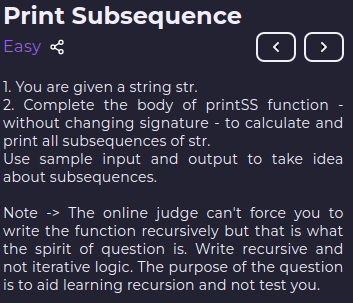 Print Subsequence
Easy
1. You are given a string str.
2. Complete the body of printSS function -
without changing signature - to calculate and
print all subsequences of str.
Use sample input and output to take idea
about subsequences.
Note -> The online judge can't force you to
write the function recursively but that is what
the spirit of question is. Write recursive and
not iterative logic. The purpose of the question
is to aid learning recursion and not test you.